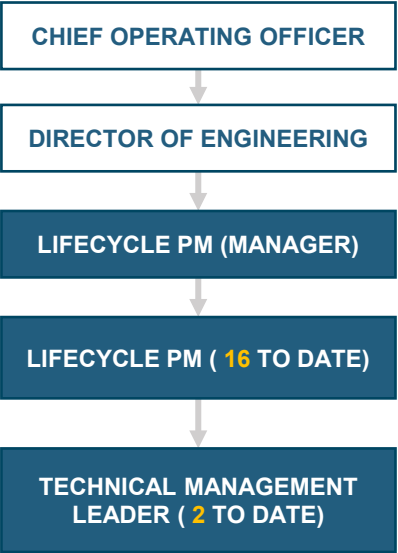 CHIEF OPERATING OFFICER
DIRECTOR OF ENGINEERING
LIFECYCLE PM (MANAGER)
LIFECYCLE PM ( 16 TO DATE)
TECHNICAL MANAGEMENT
LEADER ( 2 TO DATE)